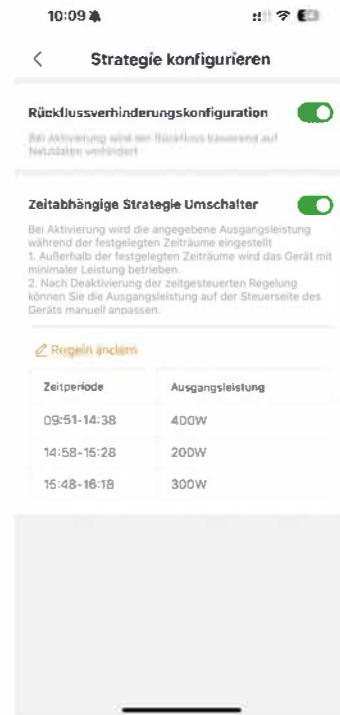 10:09
Strategie konfigurieren
Rückflussverhinderungskonfiguration
Bei Aktivierung wird der Rückfluss basierend auf
Netzdaten verhindert
Zeitabhängige Strategie Umschalter
Bei Aktivierung wird die angegebene Ausgangsleistung
während der festgelegten Zeiträume eingestellt
1. Außerhalb der festgelegten Zeiträume wird das Gerät mit
minimaler Leistung betrieben.
2. Nach Deaktivierung der zeitgesteuerten Regelung
können Sie die Ausgangsleistung auf der Steuerseite des
Geräts manuell anpassen.
Regeln ändern
Zeitperiode Ausgangsleistung
09:51-14:38 400W
14:58-15:28 200W
15:48-16:18 300W